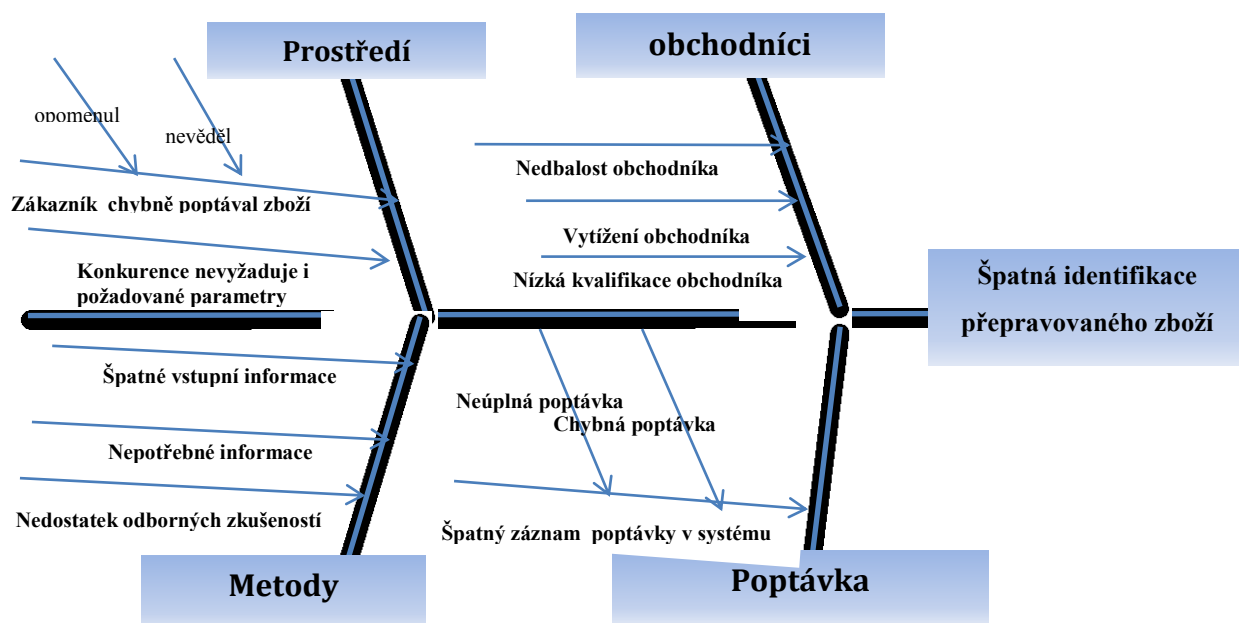 Prostředí
obchodníci
opomenul
nevěděl
Nedbalost obchodníka
Zákazník chybně poptával zboží
Vytížení obchodníka
Konkurence nevyžaduje i
požadované parametry
Nízká kvalifikace obchodníka
Špatná identifikace
přepravovaného zboží
Špatné vstupní informace
Neúplná poptávka
Chybná poptávka
Nepotřebné informace
Nedostatek odborných zkušeností
Špatný záznam poptávky v systému
Metody
Poptávka